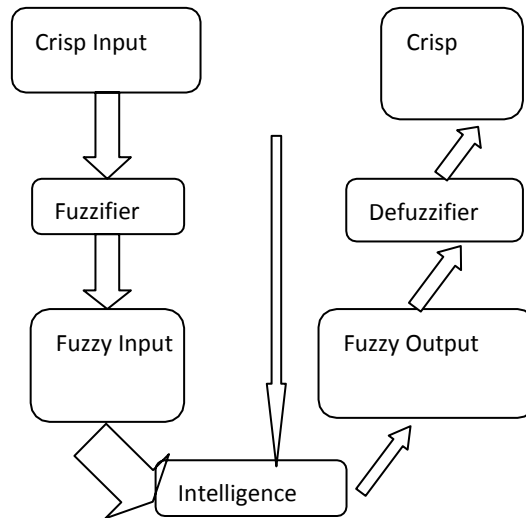 Crisp Input
Crisp
Fuzzifier
Defuzzifier
Fuzzy Input
Fuzzy Output
Intelligence